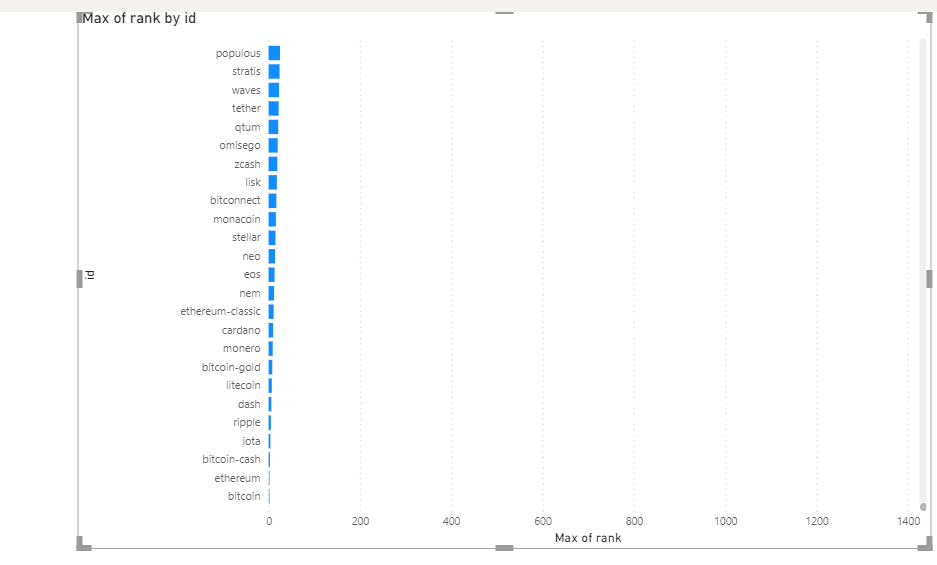 Max of rank by id
populous
stratis
waves
tether
qtum
omisego
zcash
lisk
bitconnect
monacoin
stellar
neo
eos
nem
ethereum-classic
cardano
monero
bitcoin-gold
litecoin
dash
ripple
iota
bitcoin-cash
ethereum
bitcoin
id
0 200 400 600 800 1000 1200 1400
Max of rank